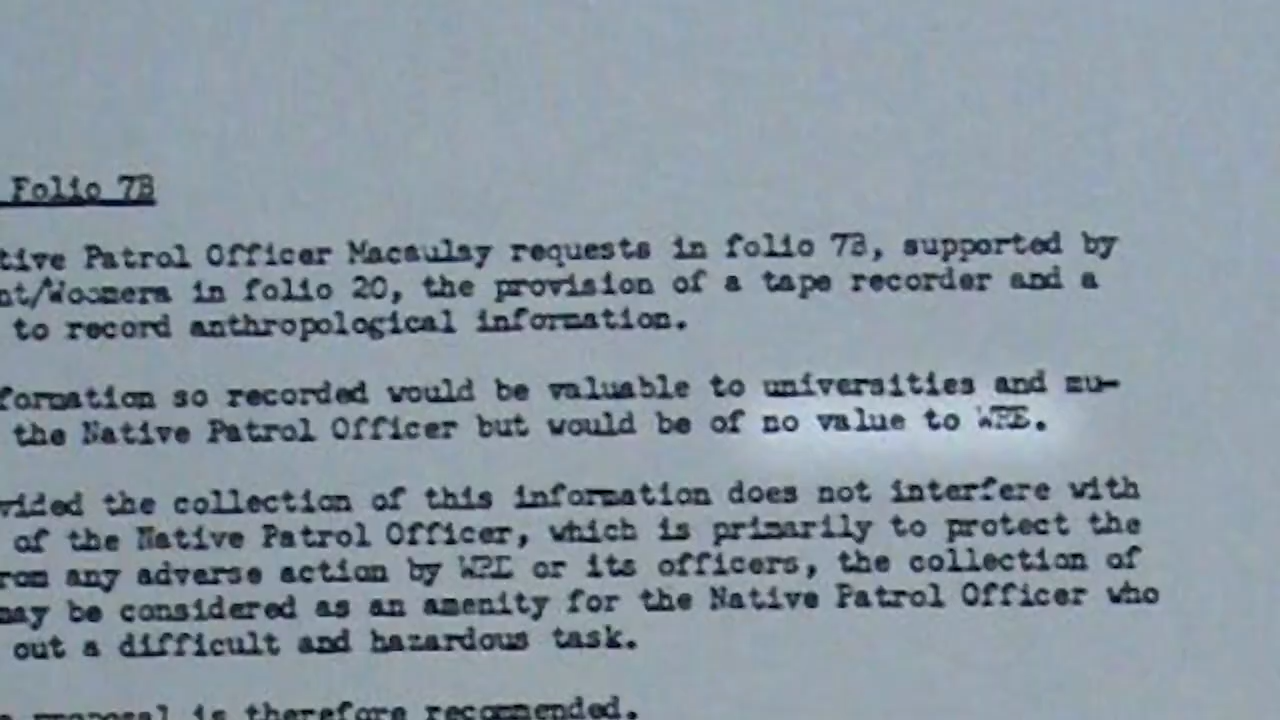 Folio 7B
tive Patrol Officer Macaulay requests in folio 7B, supported by
nt/Woomera in folio 20, the provision of a tape recorder and a
to record anthropological information.
formation so recorded would be valuable to universities and mu-
the Native Patrol Officer but would be of no value to WRE.
vided the collection of this information does not interfere with
of the Native Patrol Officer, which is primarily to protect the
rom any adverse action by WRE or its officers, the collection of
may be considered as an amenity for the Native Patrol Officer who
out a difficult and hazardous task.
proposal is therefore recommended.